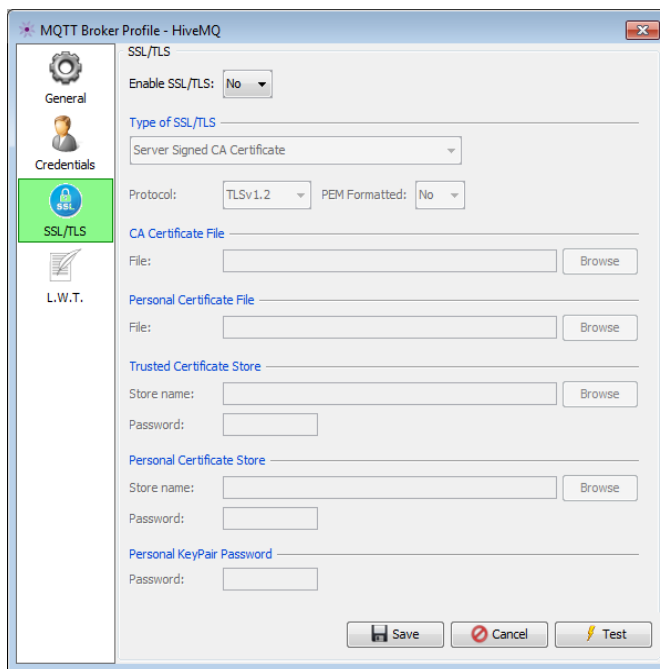 MQTT Broker Profile - HiveMQ
General
Credentials
SSL
SSL/TLS
L.W.T.
SSL/TLS
Enable SSL/TLS: No
Type of SSL/TLS
Server Signed CA Certificate
Protocol: TLSv1.2 PEM Formatted: No
CA Certificate File
File: Browse
Personal Certificate File
File: Browse
Trusted Certificate Store
Store name: Browse
Password:
Personal Certificate Store
Store name: Browse
Password:
Personal KeyPair Password
Password:
Save Cancel Test